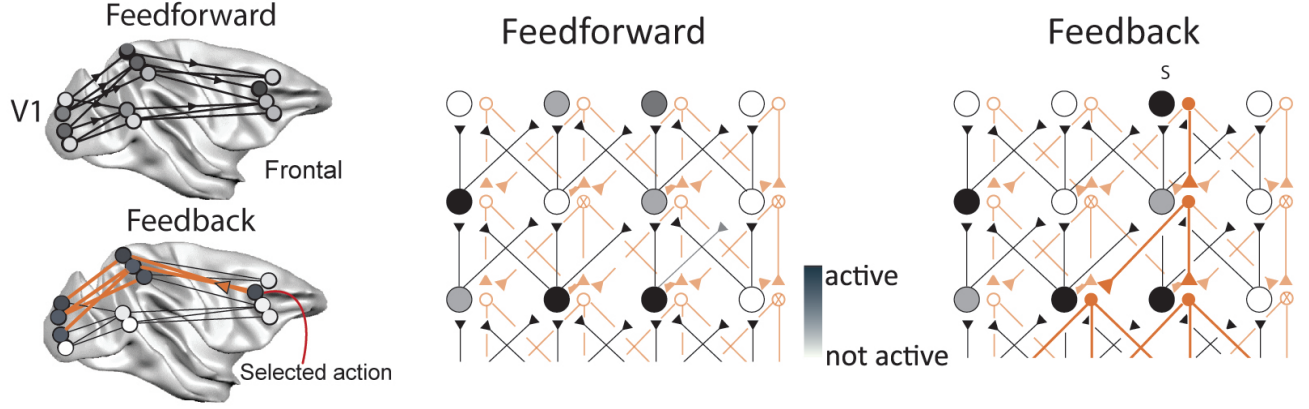 Feedforward
V1
Frontal
Feedback
Selected action
Feedforward
active
not active
Feedback
S